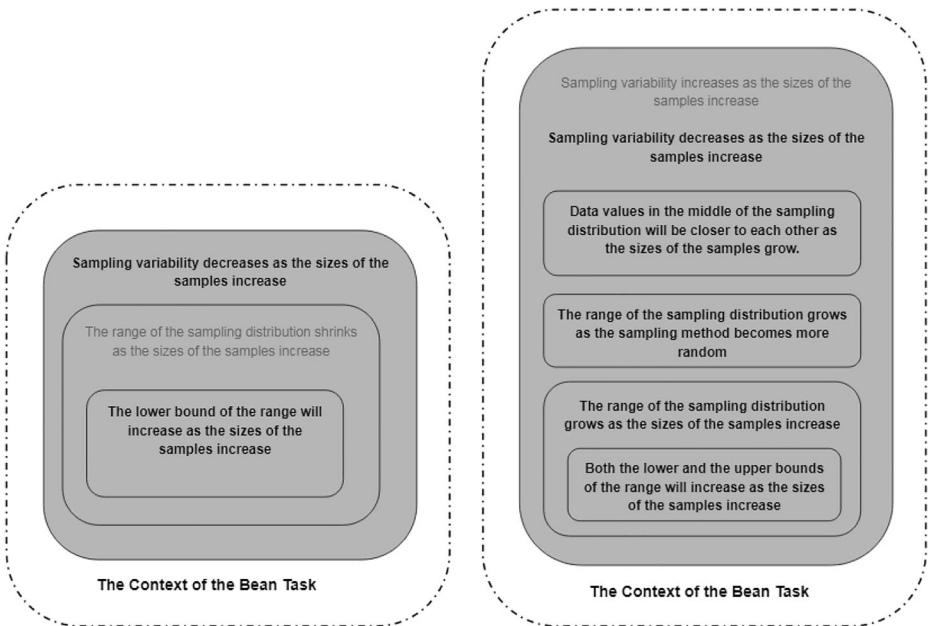 Sampling variability decreases as the sizes of the
samples increase
The range of the sampling distribution shrinks
as the sizes of the samples increase
The lower bound of the range will
increase as the sizes of the
samples increase
The Context of the Bean Task
Sampling variability increases as the sizes of the
samples increase
Sampling variability decreases as the sizes of the
samples increase
Data values in the middle of the sampling
distribution will be closer to each other as
the sizes of the samples grow.
The range of the sampling distribution grows
as the sampling method becomes more
random
The range of the sampling distribution
grows as the sizes of the samples increase
Both the lower and the upper bounds
of the range will increase as the sizes
of the samples increase
The Context of the Bean Task